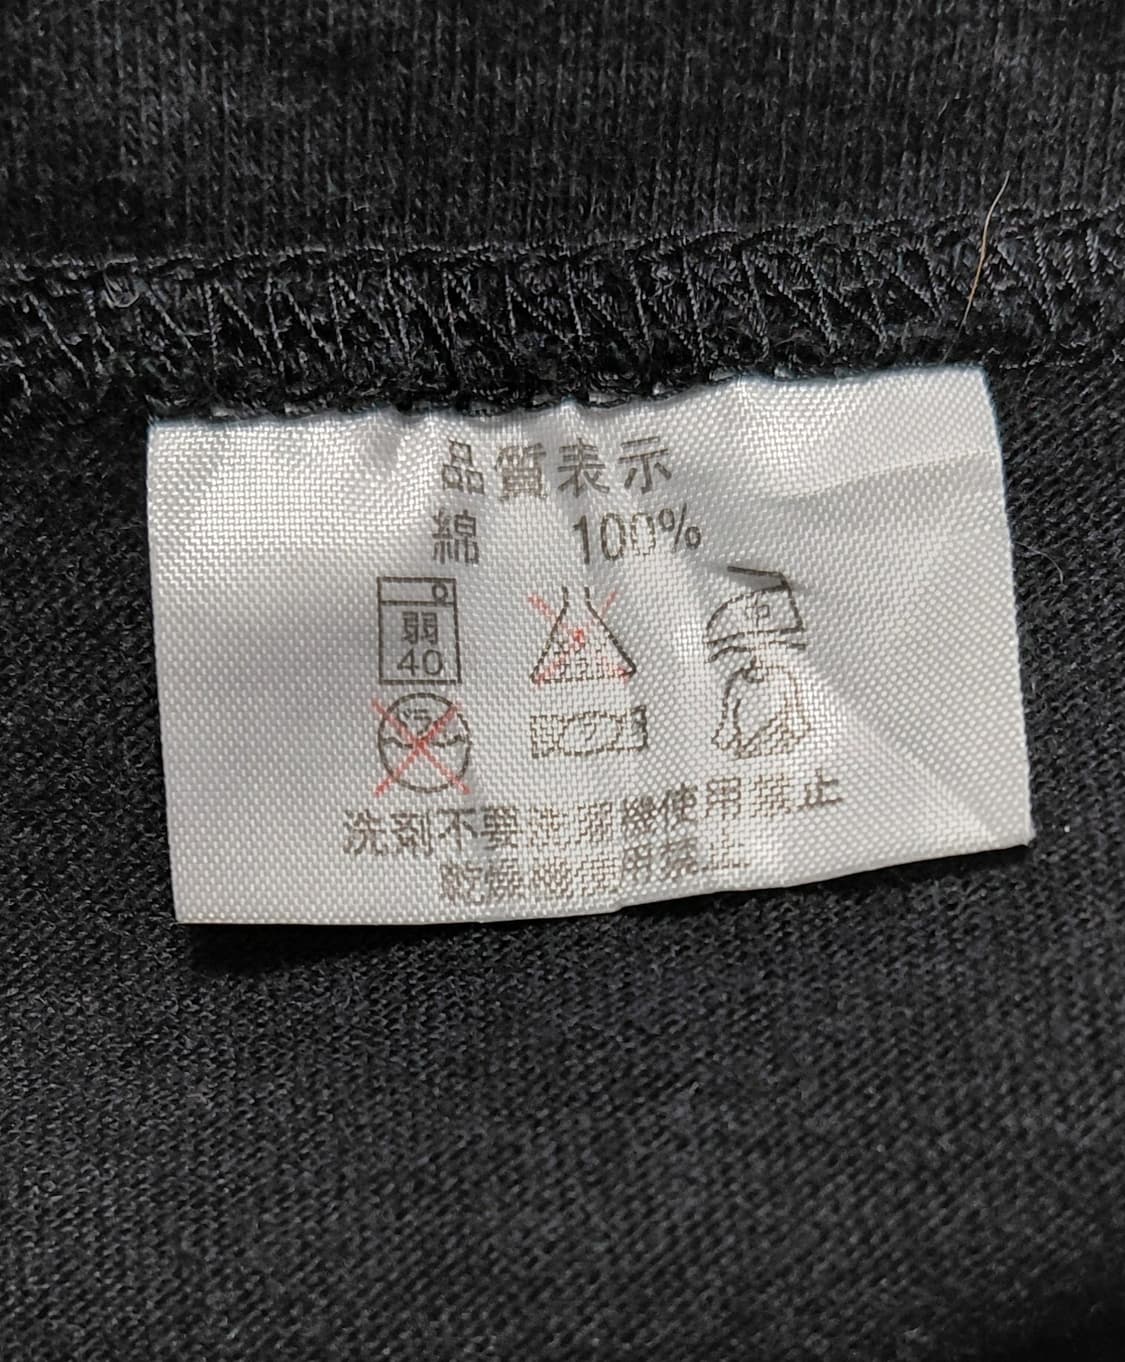 品質表示
綿 100%
弱
40
洗剤不要洗濯機使用禁止
乾燥機使用禁止